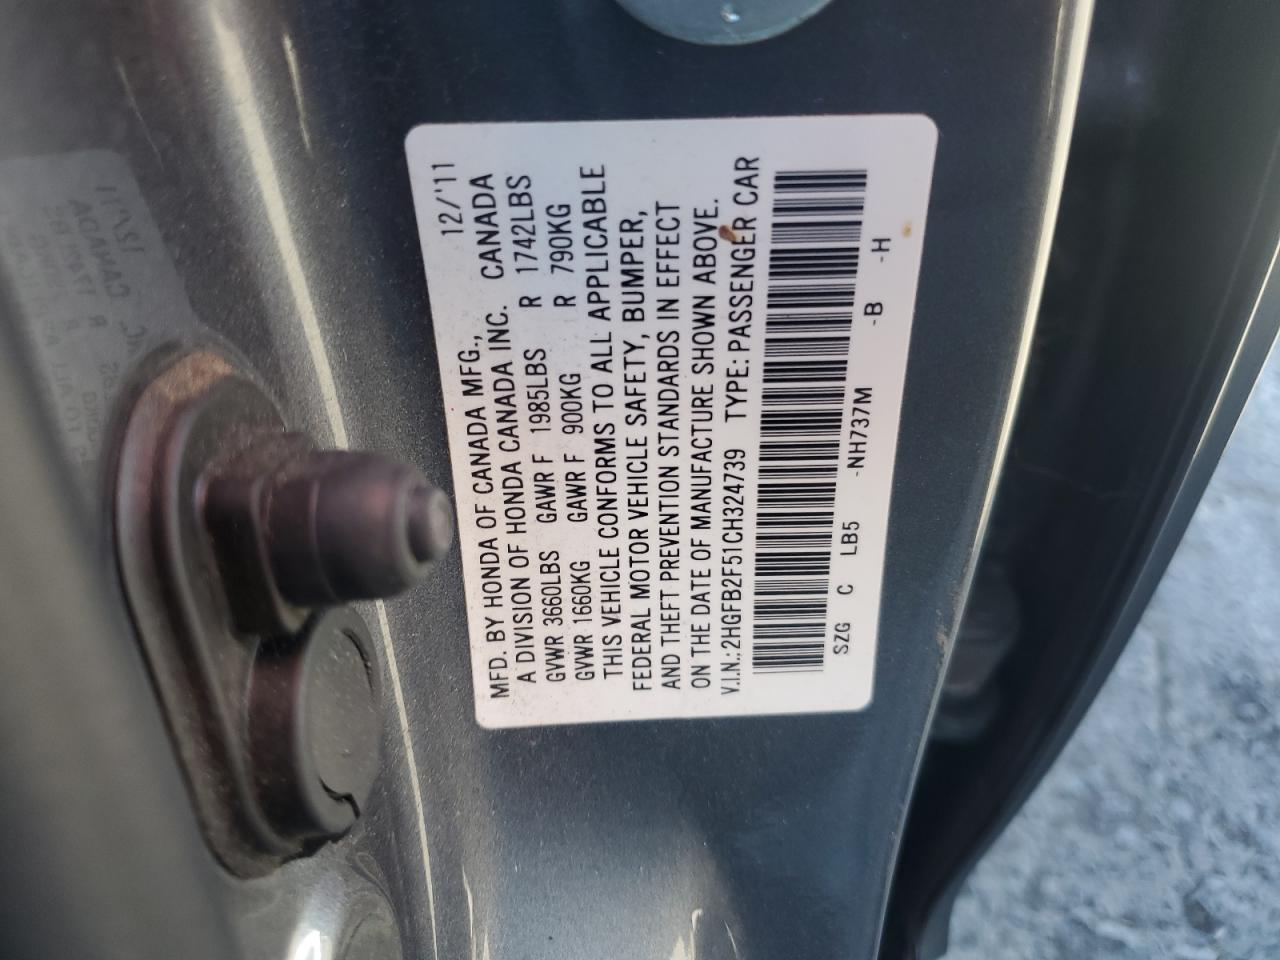 12/'11
MFD. BY HONDA OF CANADA MFG.,
A DIVISION OF HONDA CANADA INC. CANADA
GVWR 3660LBS GAWR F 1985LBS R 1742LBS
GVWR 1660KG GAWR F 900KG R 790KG
THIS VEHICLE CONFORMS TO ALL APPLICABLE
FEDERAL MOTOR VEHICLE SAFETY, BUMPER,
AND THEFT PREVENTION STANDARDS IN EFFECT
ON THE DATE OF MANUFACTURE SHOWN ABOVE.
V.I.N.:2HGFB2F51CH324739 TYPE:PASSENGER CAR
SZG C LB5 -NH737M -B -H